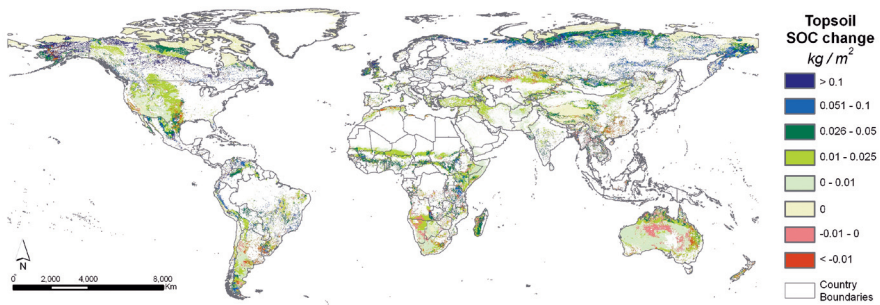 Topsoil
SOC change
kg / m²
> 0.1
0.051 - 0.1
0.026 - 0.05
0.01 - 0.025
0 - 0.01
0
-0.01 - 0
< -0.01
Country
Boundaries
N
0 2,000 4,000 8,000
Km